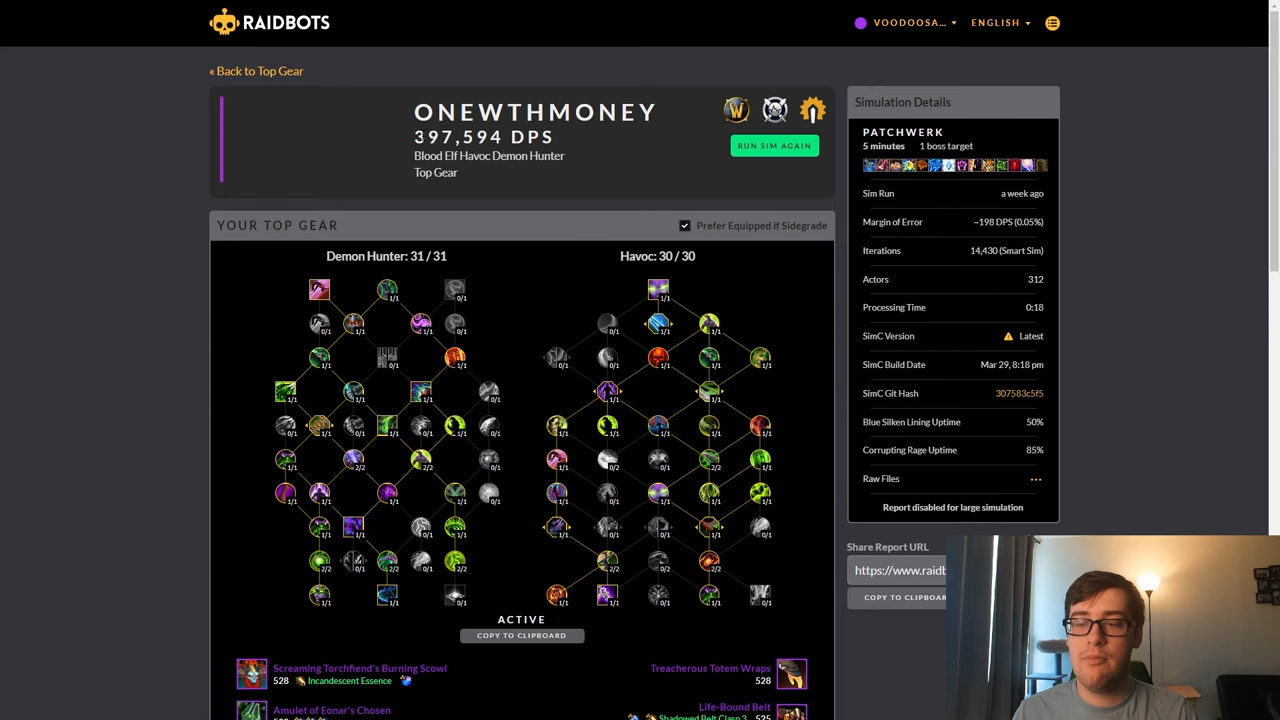 RAIDBOTS
VOODOOSA...
ENGLISH
« Back to Top Gear
ONEWTHMONEY
397,594 DPS
Blood Elf Havoc Demon Hunter
Top Gear
RUN SIM AGAIN
Simulation Details
PATCHWERK
5 minutes 1 boss target
Sim Run a week ago
Margin of Error ~198 DPS (0.05%)
Iterations 14,430 (Smart Sim)
Actors 312
Processing Time 0:18
SimC Version Latest
SimC Build Date Mar 29, 8:18 pm
SimC Git Hash 307583c5f5
Blue Silken Lining Uptime 50%
Corrupting Rage Uptime 85%
Raw Files ...
Report disabled for large simulation
Share Report URL
https://www.raidb
COPY TO CLIPBOAR
YOUR TOP GEAR
Prefer Equipped if Sidegrade
Demon Hunter: 31 / 31
Havoc: 30 / 30
ACTIVE
COPY TO CLIPBOARD
Screaming Torchfiend's Burning Scowl
528 Incandescent Essence
Amulet of Eonar's Chosen
Treacherous Totem Wraps
528
Life-Bound Belt
Shadowed Belt Clasp 3 525